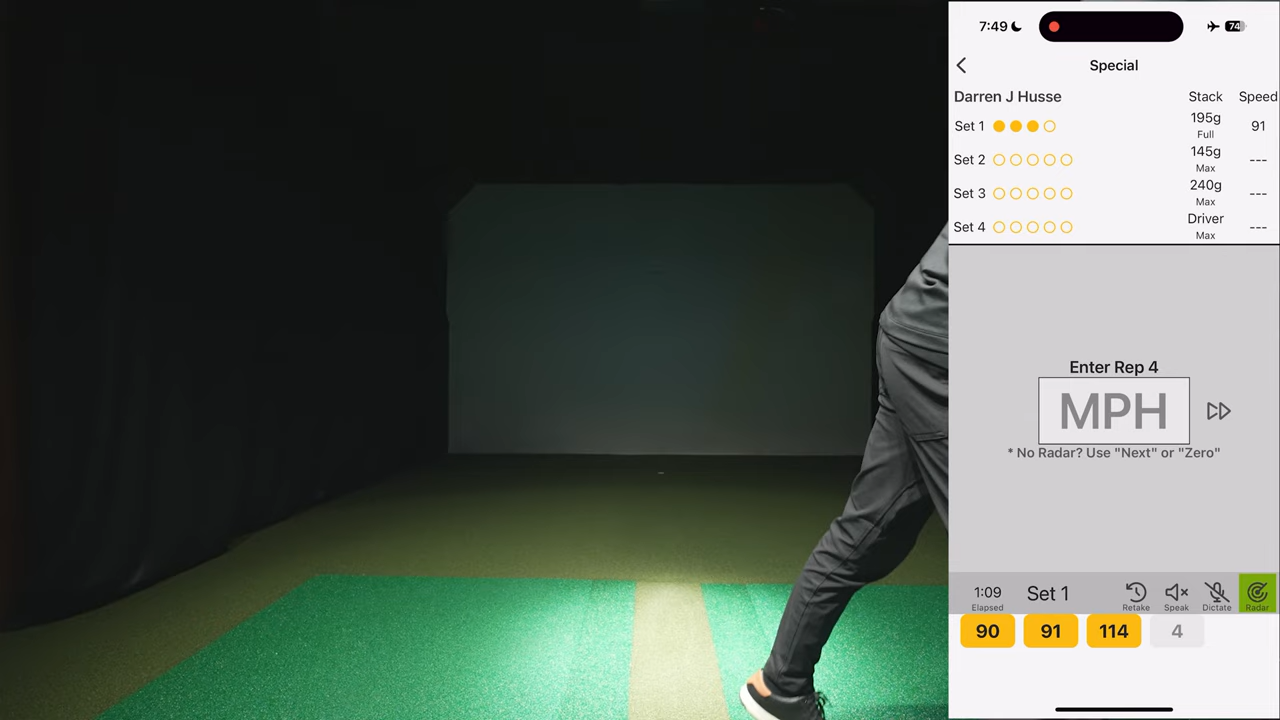 7:49
74
Special
Darren J Husse
Stack
Speed
Set 1
195g
Full
91
Set 2
145g
Max
---
Set 3
240g
Max
---
Set 4
Driver
Max
---
Enter Rep 4
MPH
* No Radar? Use "Next" or "Zero"
1:09
Elapsed
Set 1
Retake
Speak
Dictate
Radar
90
91
114
4